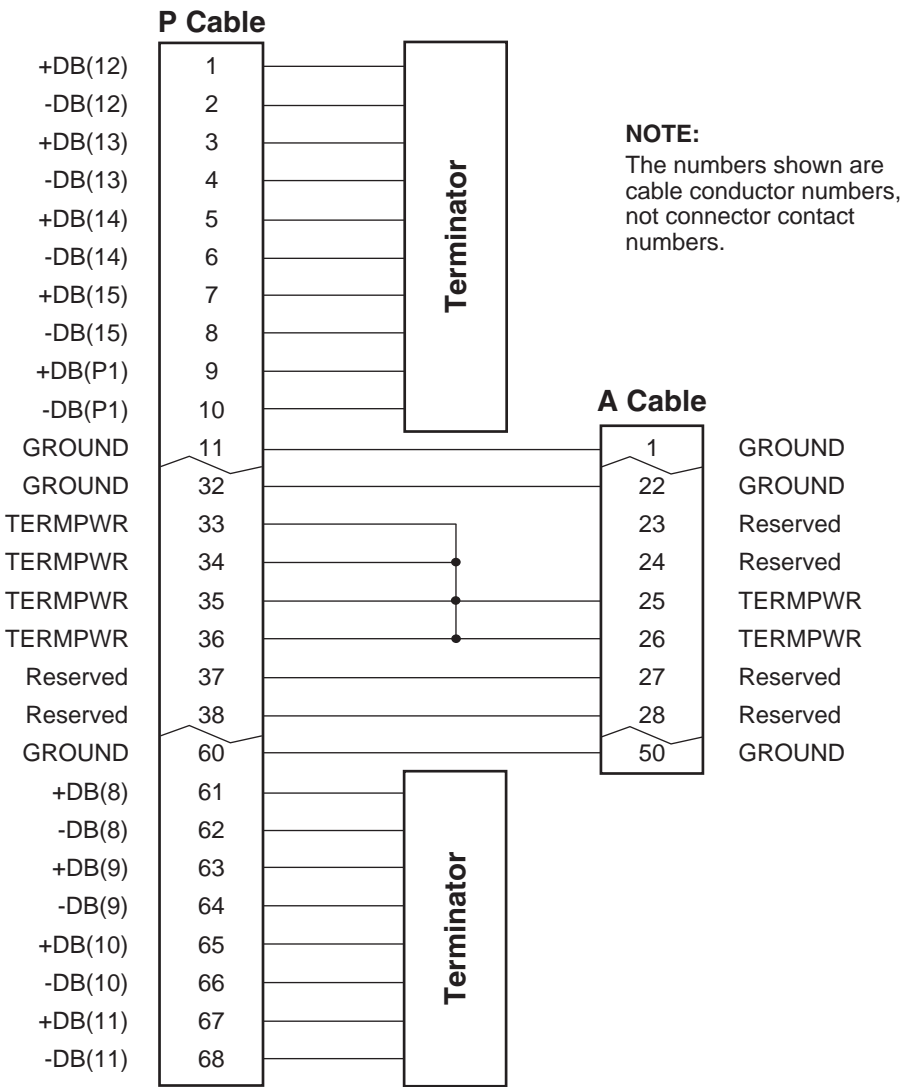 P Cable
+DB(12) 1
-DB(12) 2
+DB(13) 3
-DB(13) 4
+DB(14) 5
-DB(14) 6
+DB(15) 7
-DB(15) 8
+DB(P1) 9
-DB(P1) 10
Terminator
NOTE:
The numbers shown are
cable conductor numbers,
not connector contact
numbers.
A Cable
GROUND 11 1 GROUND
GROUND 32 22 GROUND
TERMPWR 33 23 Reserved
TERMPWR 34 24 Reserved
TERMPWR 35 25 TERMPWR
TERMPWR 36 26 TERMPWR
Reserved 37 27 Reserved
Reserved 38 28 Reserved
GROUND 60 50 GROUND
+DB(8) 61
-DB(8) 62
+DB(9) 63
-DB(9) 64
+DB(10) 65
-DB(10) 66
+DB(11) 67
-DB(11) 68
Terminator